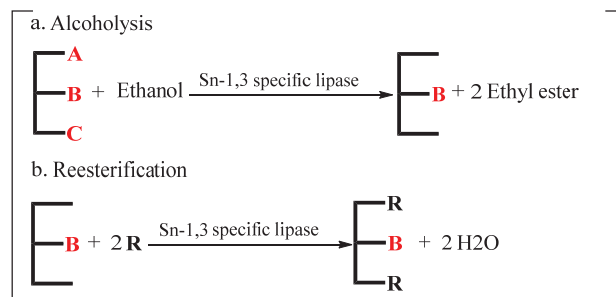 a. Alcoholysis
A
B + Ethanol Sn-1,3 specific lipase B + 2 Ethyl ester
C
b. Reesterification
R
B + 2 R Sn-1,3 specific lipase B + 2 H2O
R